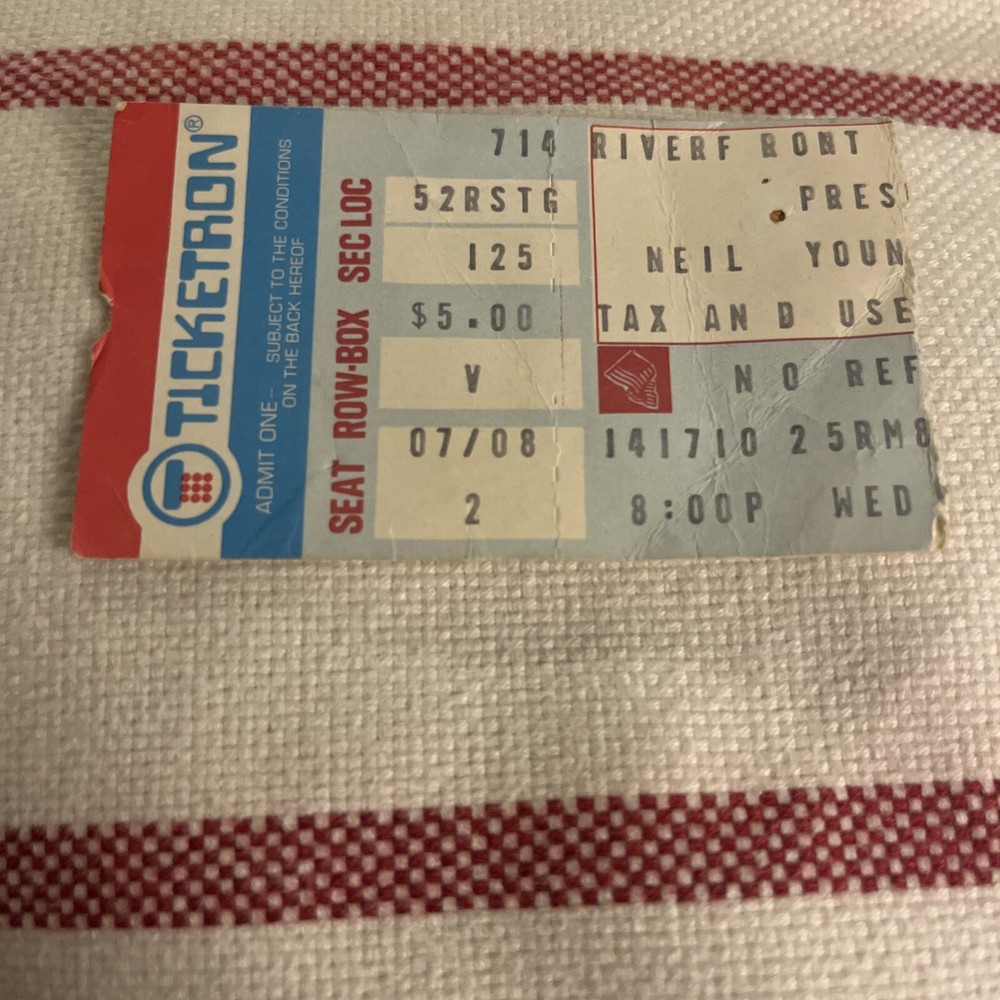 TICKETRON®
ADMIT ONE - SUBJECT TO THE CONDITIONS
ON THE BACK HEREOF
SEAT ROW-BOX SEC LOC
714
52RSTG
125
$5.00
V
07/08
2
RIVERF RONT
PRES
NEIL YOUN
TAX AND USE
NO REF
141710 25RM8
8:00P WED